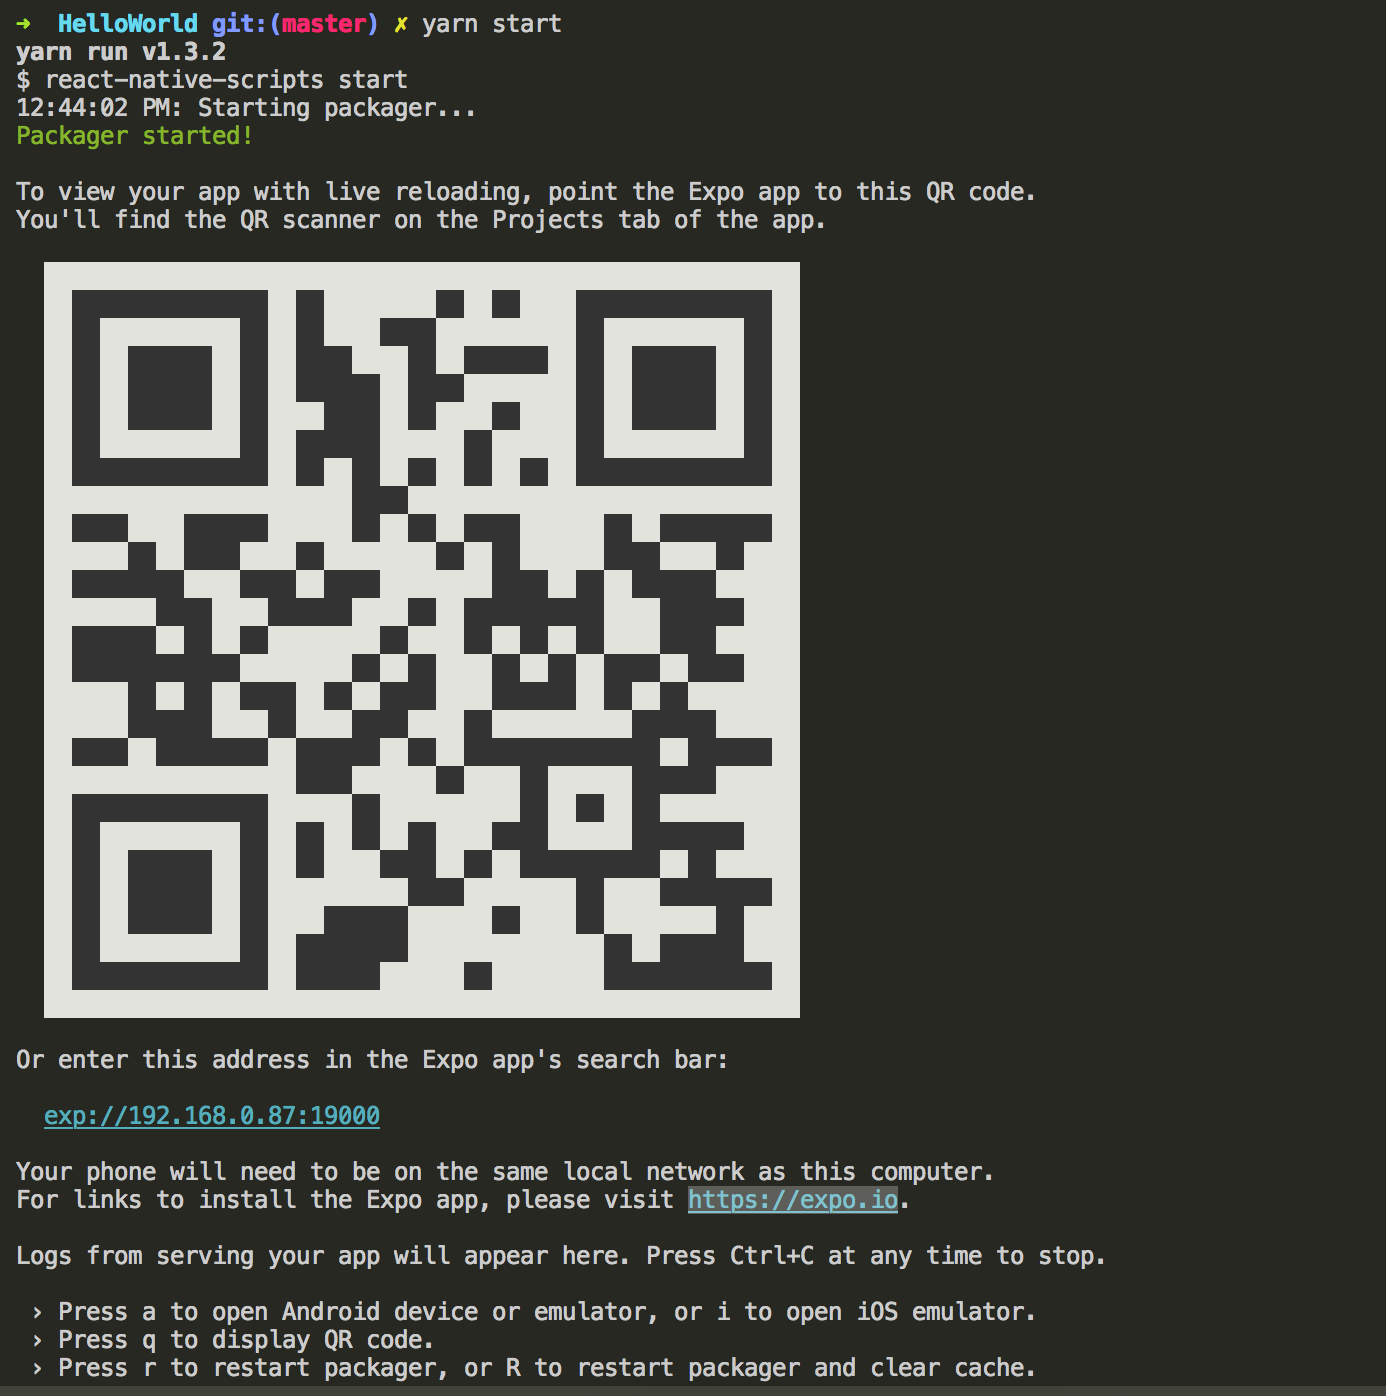 ➜  HelloWorld git:(master) ✗ yarn start
yarn run v1.3.2
$ react-native-scripts start
12:44:02 PM: Starting packager...
Packager started!
To view your app with live reloading, point the Expo app to this QR code.
You'll find the QR scanner on the Projects tab of the app.
Or enter this address in the Expo app's search bar:
exp://192.168.0.87:19000
Your phone will need to be on the same local network as this computer.
For links to install the Expo app, please visit https://expo.io.
Logs from serving your app will appear here. Press Ctrl+C at any time to stop.
› Press a to open Android device or emulator, or i to open iOS emulator.
› Press q to display QR code.
› Press r to restart packager, or R to restart packager and clear cache.